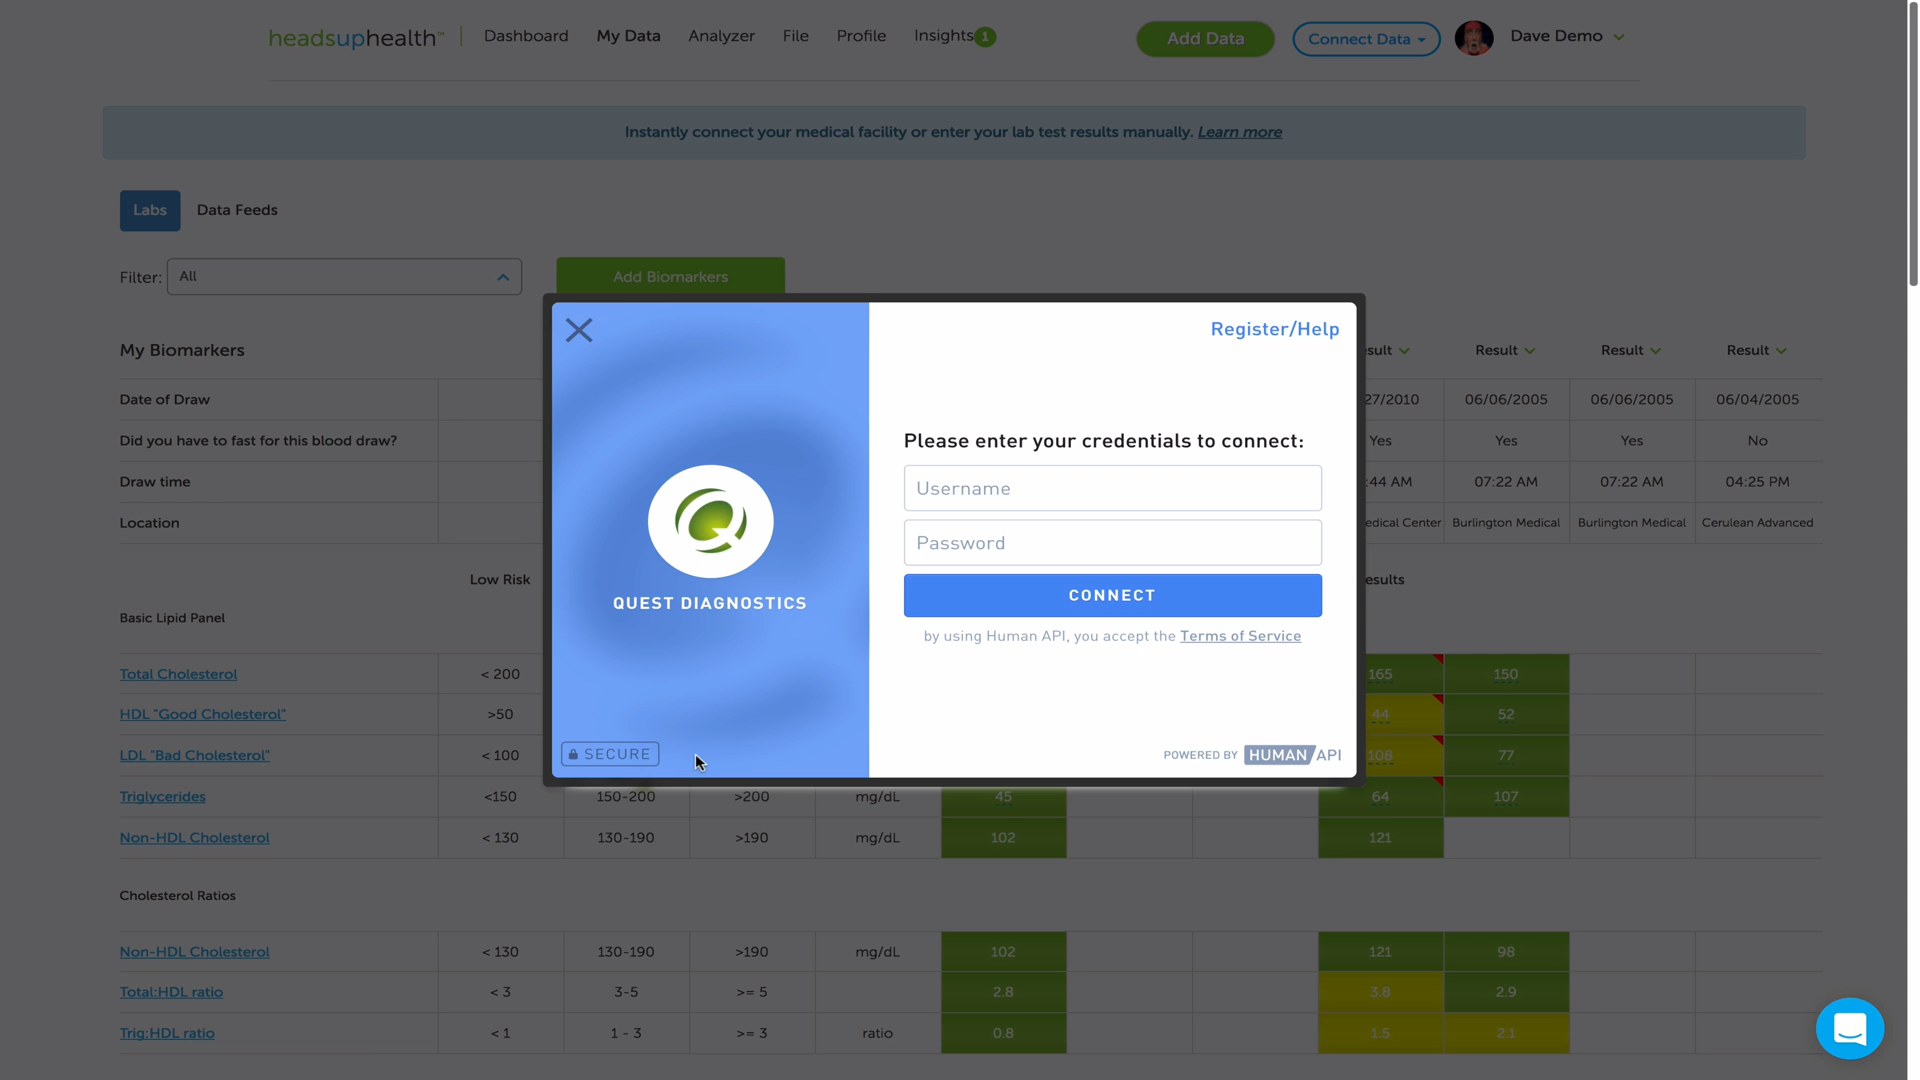 headsuphealth™
Dashboard My Data Analyzer File Profile Insights 1
Add Data Connect Data Dave Demo
Instantly connect your medical facility or enter your lab test results manually. Learn more
Labs Data Feeds
Filter: All Add Biomarkers
Register/Help
My Biomarkers Result Result Result
Date of Draw 27/2010 06/06/2005 06/06/2005 06/04/2005
Did you have to fast for this blood draw? Yes Yes Yes No
Draw time :44 AM 07:22 AM 07:22 AM 04:25 PM
Location edical Center Burlington Medical Burlington Medical Cerulean Advanced
Please enter your credentials to connect:
Username
Password
CONNECT
by using Human API, you accept the Terms of Service
QUEST DIAGNOSTICS
SECURE
POWERED BY HUMAN API
Low Risk esults
Basic Lipid Panel
Total Cholesterol < 200 165 150
HDL "Good Cholesterol" >50 44 52
LDL "Bad Cholesterol" < 100 108 77
Triglycerides <150 150-200 >200 mg/dL 45 64 107
Non-HDL Cholesterol < 130 130-190 >190 mg/dL 102 121
Cholesterol Ratios
Non-HDL Cholesterol < 130 130-190 >190 mg/dL 102 121 98
Total:HDL ratio < 3 3-5 >= 5 2.8 3.8 2.9
Trig:HDL ratio < 1 1 - 3 >= 3 ratio 0.8 1.5 2.1